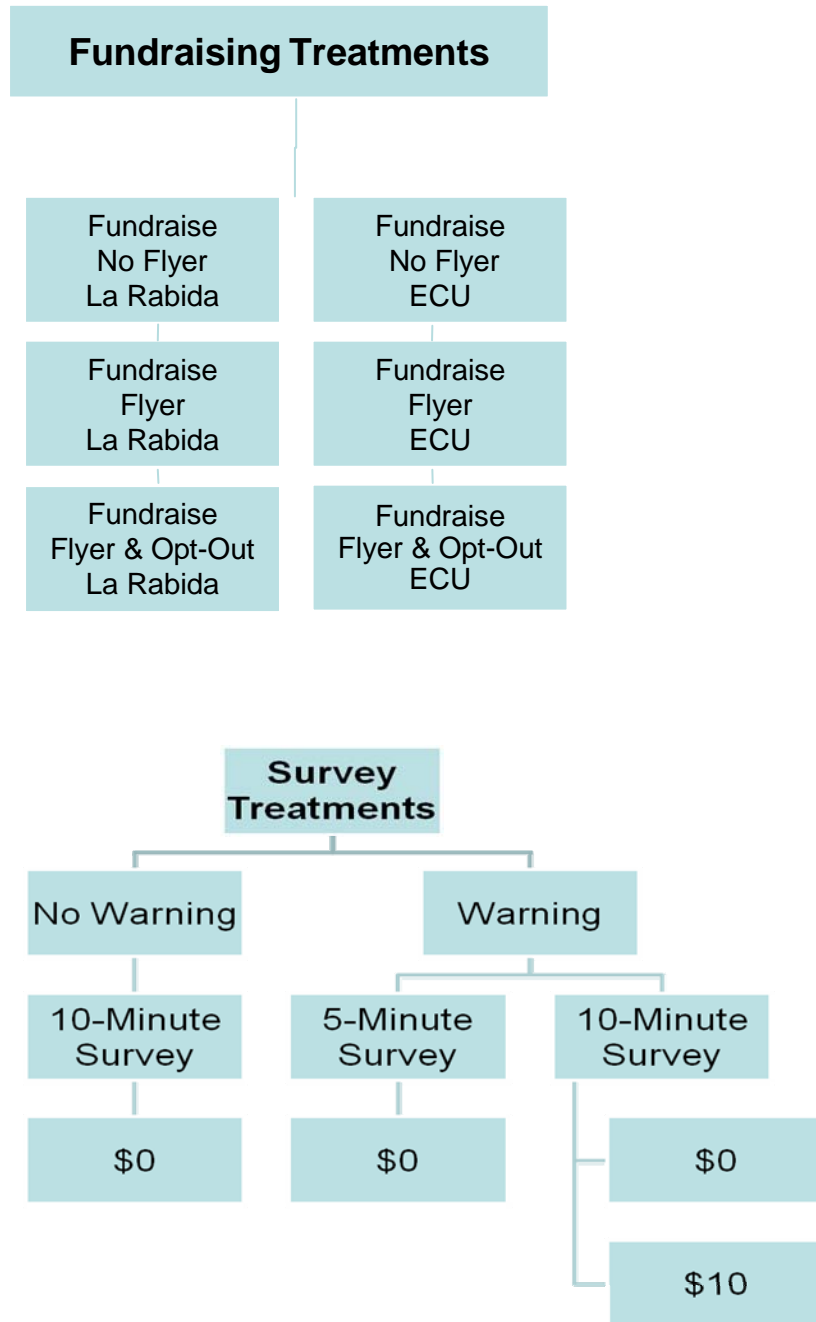 Fundraising Treatments
Fundraise
No Flyer
La Rabida
Fundraise
No Flyer
ECU
Fundraise
Flyer
La Rabida
Fundraise
Flyer
ECU
Fundraise
Flyer & Opt-Out
La Rabida
Fundraise
Flyer & Opt-Out
ECU
Survey
Treatments
No Warning
Warning
10-Minute
Survey
5-Minute
Survey
10-Minute
Survey
$0
$0
$0
$10